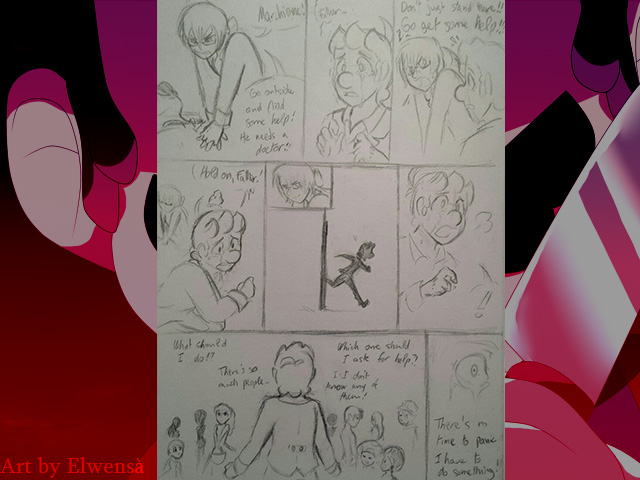 Marchionne!
Go outside
and find
some help!
He needs a
doctor!!
Father...
Don't just stand there!!
Go get some help!!
Hold on, Father!
What should
I do!?
There's so
much people...
Which one should
I ask for help?
I-I don't
know any of
them!
There's no
time to panic
I have to
do something!
Art by Elwensà